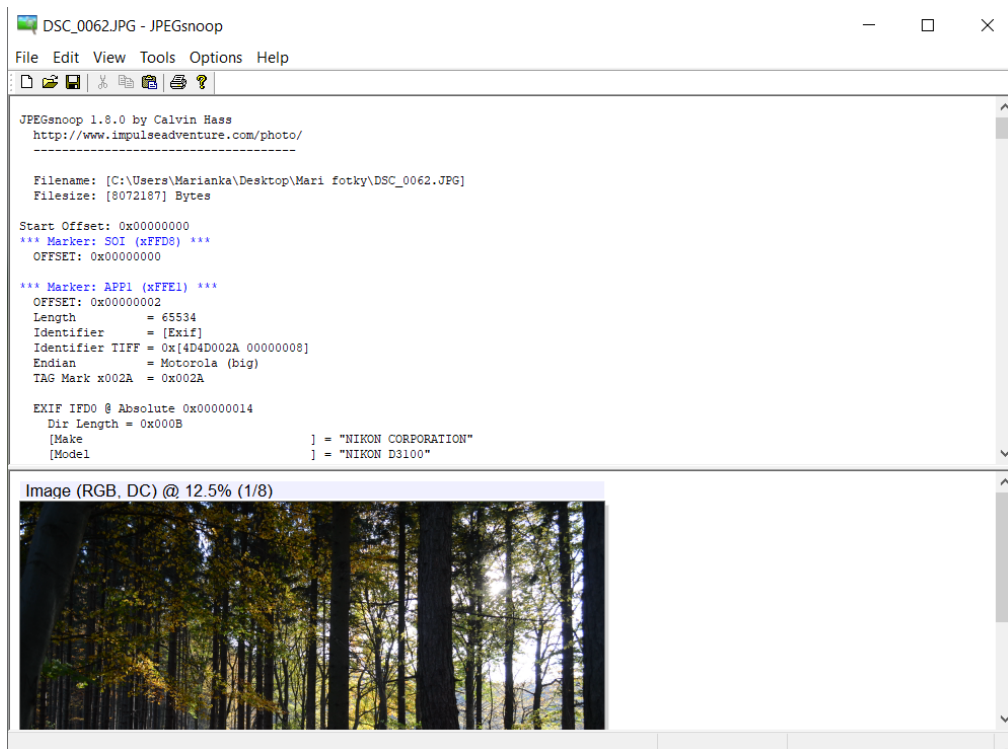 DSC_0062.JPG - JPEGsnoop
File Edit View Tools Options Help
JPEGsnoop 1.8.0 by Calvin Hass
http://www.impulseadventure.com/photo/
-------------------------------------
Filename: [C:\Users\Marianka\Desktop\Mari fotky\DSC_0062.JPG]
Filesize: [8072187] Bytes
Start Offset: 0x00000000
*** Marker: SOI (xFFD8) ***
OFFSET: 0x00000000
*** Marker: APP1 (xFFE1) ***
OFFSET: 0x00000002
Length = 65534
Identifier = [Exif]
Identifier TIFF = 0x[4D4D002A 00000008]
Endian = Motorola (big)
TAG Mark x002A = 0x002A
EXIF IFD0 @ Absolute 0x00000014
Dir Length = 0x000B
[Make ] = "NIKON CORPORATION"
[Model ] = "NIKON D3100"
Image (RGB, DC) @ 12.5% (1/8)